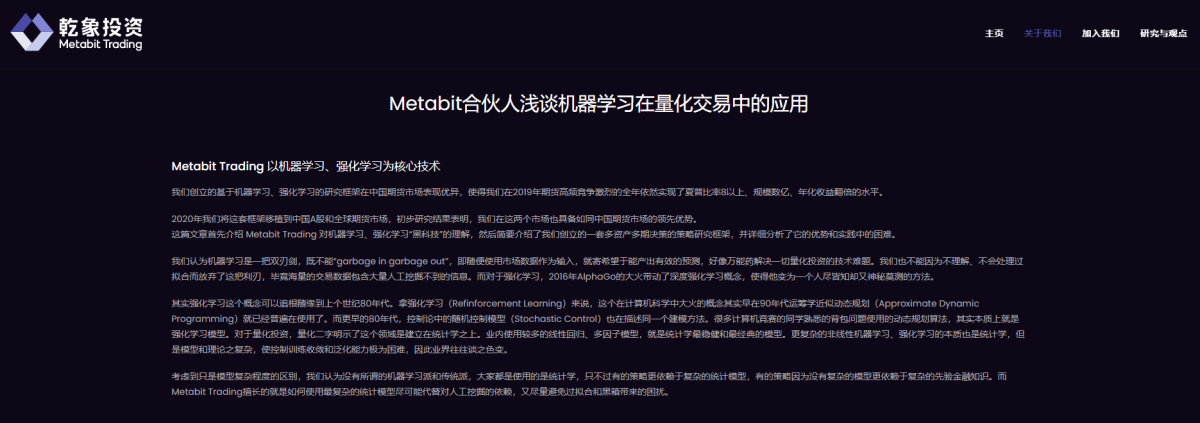 乾象投资
Metabit Trading
主页 关于我们 加入我们 研究与观点
Metabit合伙人浅谈机器学习在量化交易中的应用
Metabit Trading 以机器学习、强化学习为核心技术
我们创立的基于机器学习、强化学习的研究框架在中国期货市场表现优异，使得我们在2019年期货高频竞争激烈的全年依然实现了夏普比率8以上、规模数亿、年化收益翻倍的水平。
2020年我们将这套框架移植到中国A股和全球期货市场，初步研究结果表明，我们在这两个市场也具备如同中国期货市场的领先优势。
这篇文章首先介绍 Metabit Trading 对机器学习、强化学习“黑科技”的理解，然后简要介绍了我们创立的一套多资产多期决策的策略研究框架，并详细分析了它的优势和实践中的困难。
我们认为机器学习是一把双刃剑，既不能“garbage in garbage out”，即随便使用市场数据作为输入，就寄希望于能产出有效的预测，好像万能药解决一切量化投资的技术难题。我们也不能因为不理解、不会处理过
拟合而放弃了这把利刃，毕竟海量的交易数据包含大量人工挖掘不到的信息。而对于强化学习，2016年AlphaGo的大火带动了深度强化学习概念，使得他变为一个人尽皆知却又神秘莫测的方法。
其实强化学习这个概念可以追根随缘到上个世纪80年代。拿强化学习（Refinforcement Learning）来说，这个在计算机科学中大火的概念其实早在90年代运筹学近似动态规划（Approximate Dynamic
Programming）就已经普遍在使用了。而更早的80年代，控制论中的随机控制模型（Stochastic Control）也在描述同一个建模方法。很多计算机竞赛的同学熟悉的背包问题使用的动态规划算法，其实本质上就是
强化学习模型。对于量化投资，量化二字明示了这个领域是建立在统计学之上。业内使用较多的线性回归、多因子模型，就是统计学最稳健和最经典的模型。更复杂的非线性机器学习、强化学习的本质也是统计学，但
是模型和理论之复杂，使控制训练收敛和泛化能力极为困难，因此业界往往谈之色变。
考虑到只是模型复杂程度的区别，我们认为没有所谓的机器学习派和传统派，大家都是使用的是统计学，只不过有的策略更依赖于复杂的统计模型，有的策略因为没有复杂的模型更依赖于复杂的先验金融知识。而
Metabit Trading擅长的就是如何使用最复杂的统计模型尽可能代替对人工挖掘的依赖，又尽量避免过拟合和黑箱带来的困扰。